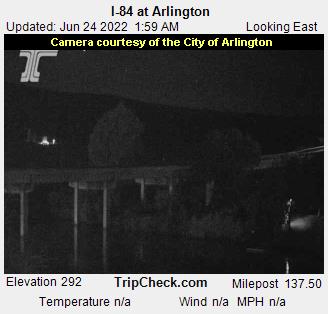 I-84 at Arlington
Updated: Jun 24 2022 1:59 AM Looking East
Camera courtesy of the City of Arlington
Elevation 292 TripCheck.com Milepost 137.50
Temperature n/a Wind n/a MPH n/a